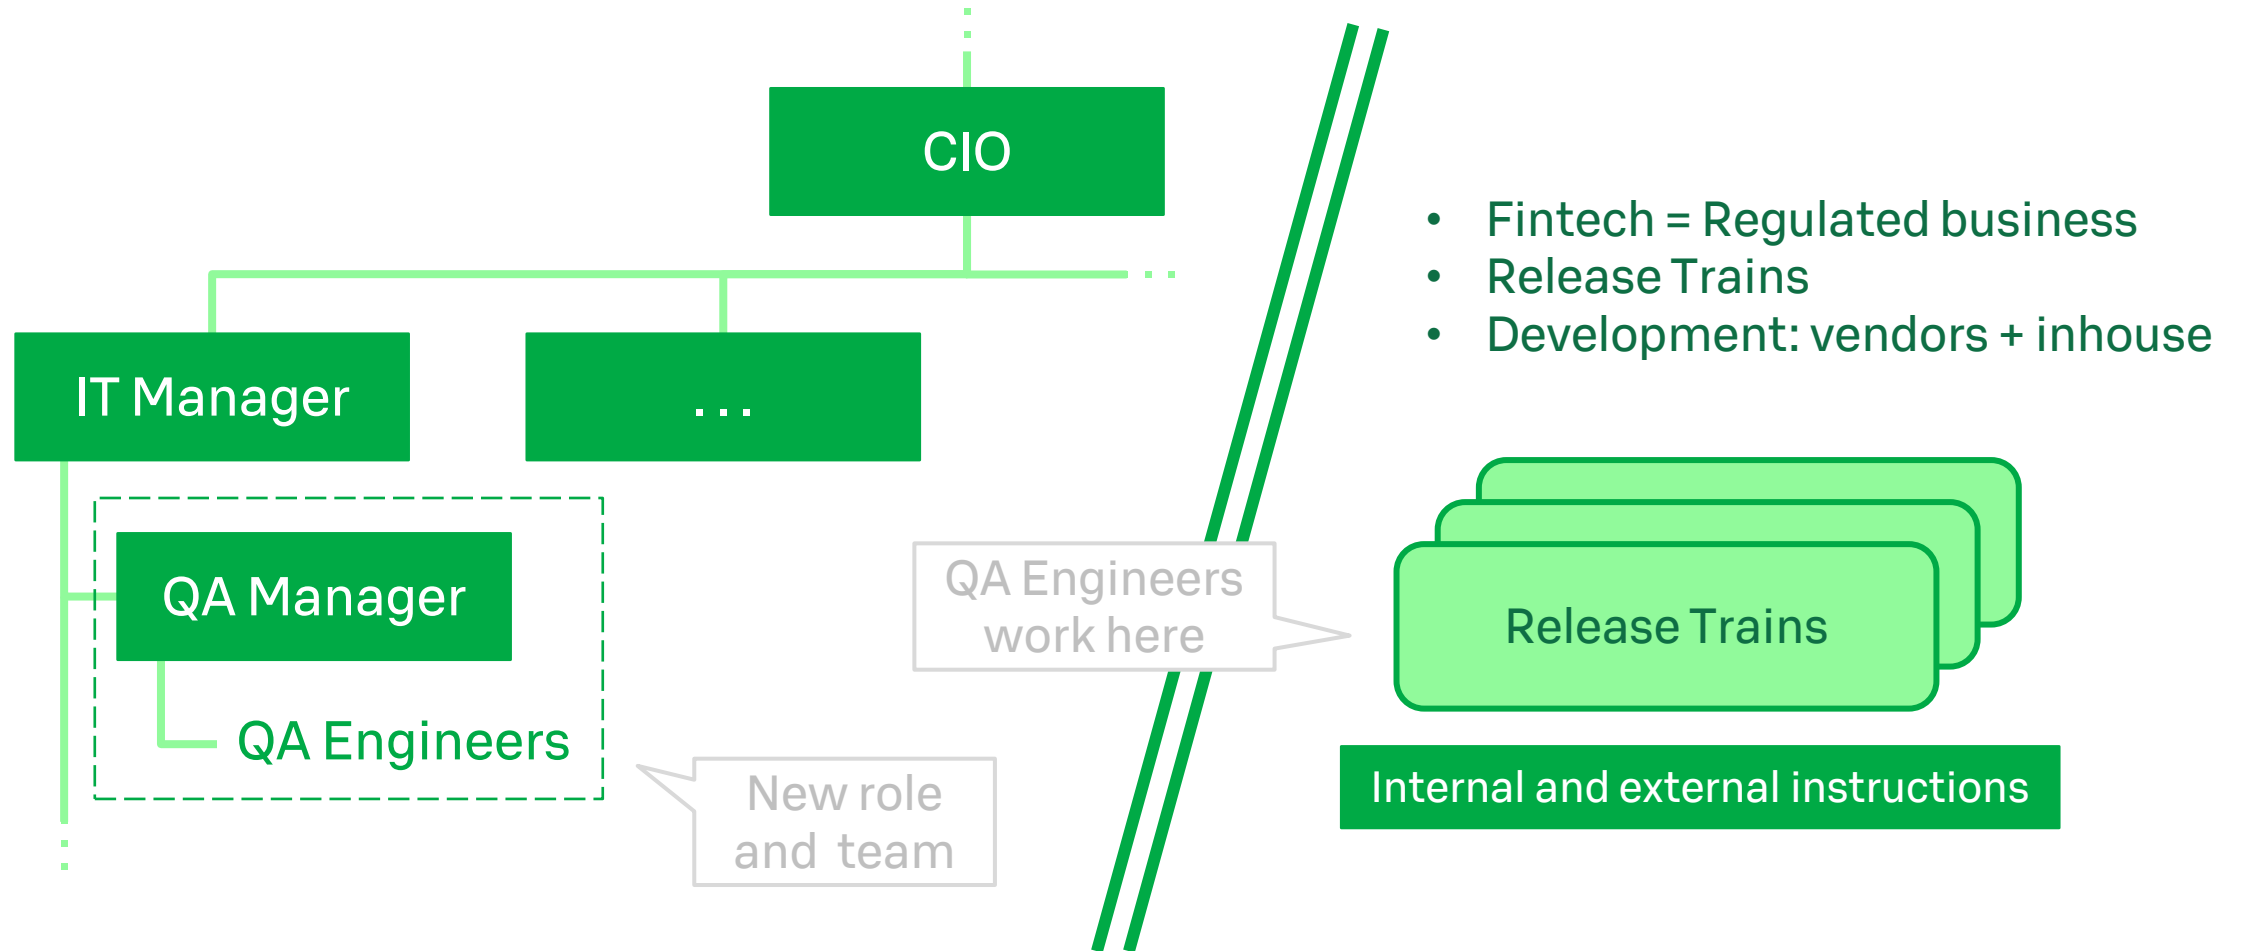 CIO
IT Manager
...
QA Manager
QA Engineers
New role
and team
QA Engineers
work here
• Fintech = Regulated business
• Release Trains
• Development: vendors + inhouse
Release Trains
Internal and external instructions